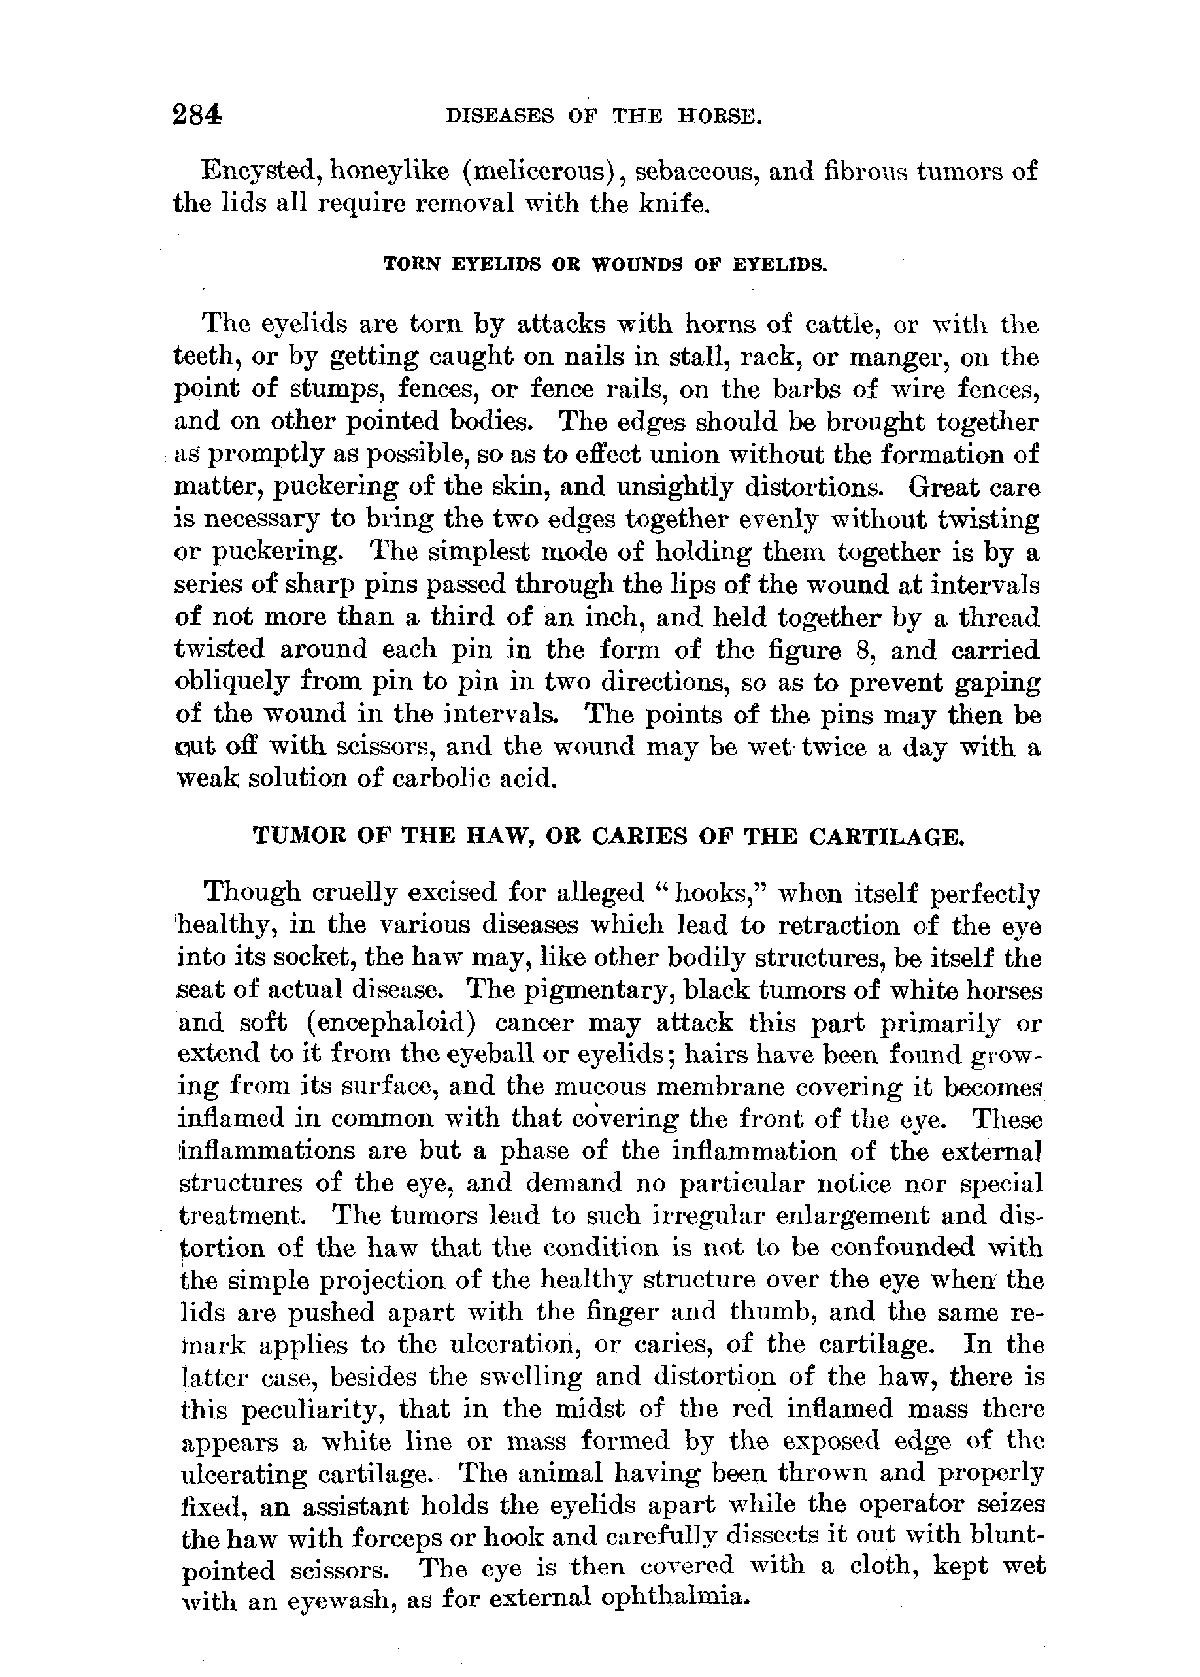 284 DISEASES OF THE HORSE.
Encysted, honeylike (melicerous), sebaceous, and fibrous tumors of
the lids all require removal with the knife.
TORN EYELIDS OR WOUNDS OF EYELIDS.
The eyelids are torn by attacks with horns of cattle, or with the
teeth, or by getting caught on nails in stall, rack, or manger, on the
point of stumps, fences, or fence rails, on the barbs of wire fences,
and on other pointed bodies. The edges should be brought together
as promptly as possible, so as to effect union without the formation of
matter, puckering of the skin, and unsightly distortions. Great care
is necessary to bring the two edges together evenly without twisting
or puckering. The simplest mode of holding them together is by a
series of sharp pins passed through the lips of the wound at intervals
of not more than a third of an inch, and held together by a thread
twisted around each pin in the form of the figure 8, and carried
obliquely from pin to pin in two directions, so as to prevent gaping
of the wound in the intervals. The points of the pins may then be
cut off with scissors, and the wound may be wet twice a day with a
weak solution of carbolic acid.
TUMOR OF THE HAW, OR CARIES OF THE CARTILAGE.
Though cruelly excised for alleged "hooks," when itself perfectly
healthy, in the various diseases which lead to retraction of the eye
into its socket, the haw may, like other bodily structures, be itself the
seat of actual disease. The pigmentary, black tumors of white horses
and soft (encephaloid) cancer may attack this part primarily or
extend to it from the eyeball or eyelids; hairs have been found grow-
ing from its surface, and the mucous membrane covering it becomes
inflamed in common with that covering the front of the eye. These
inflammations are but a phase of the inflammation of the external
structures of the eye, and demand no particular notice nor special
treatment. The tumors lead to such irregular enlargement and dis-
tortion of the haw that the condition is not to be confounded with
the simple projection of the healthy structure over the eye when the
lids are pushed apart with the finger and thumb, and the same re-
mark applies to the ulceration, or caries, of the cartilage. In the
latter case, besides the swelling and distortion of the haw, there is
this peculiarity, that in the midst of the red inflamed mass there
appears a white line or mass formed by the exposed edge of the
ulcerating cartilage. The animal having been thrown and properly
fixed, an assistant holds the eyelids apart while the operator seizes
the haw with forceps or hook and carefully dissects it out with blunt-
pointed scissors. The eye is then covered with a cloth, kept wet
with an eyewash, as for external ophthalmia.